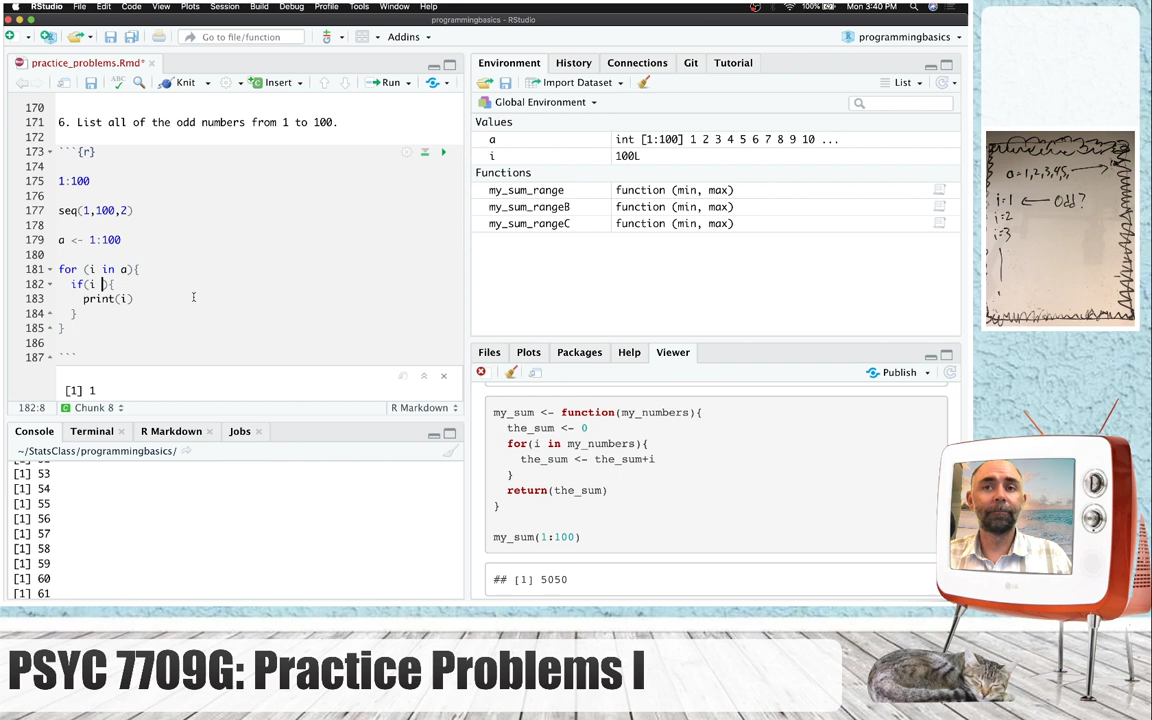 RStudio File Edit Code View Plots Session Build Debug Profile Tools Window Help 100% Mon 3:40 PM
programmingbasics - RStudio
Go to file/function Addins programmingbasics
practice_problems.Rmd*
Knit Insert Run
170
171 6. List all of the odd numbers from 1 to 100.
172
173 ```{r}
174
175 1:100
176
177 seq(1,100,2)
178
179 a <- 1:100
180
181 for (i in a){
182 if(i ){
183 print(i)
184 }
185 }
186
187 ```
[1] 1
182:8 Chunk 8 R Markdown
Console Terminal R Markdown Jobs
~/StatsClass/programmingbasics/
[1] 53
[1] 54
[1] 55
[1] 56
[1] 57
[1] 58
[1] 59
[1] 60
[1] 61
Environment History Connections Git Tutorial
Import Dataset List
Global Environment
Values
a int [1:100] 1 2 3 4 5 6 7 8 9 10 ...
i 100L
Functions
my_sum_range function (min, max)
my_sum_rangeB function (min, max)
my_sum_rangeC function (min, max)
Files Plots Packages Help Viewer
Publish
my_sum <- function(my_numbers){
the_sum <- 0
for(i in my_numbers){
the_sum <- the_sum+i
}
return(the_sum)
}
my_sum(1:100)
## [1] 5050
a = 1,2,3,4,5,
i=1 ← Odd?
i=2
i=3
LG
PSYC 7709G: Practice Problems I